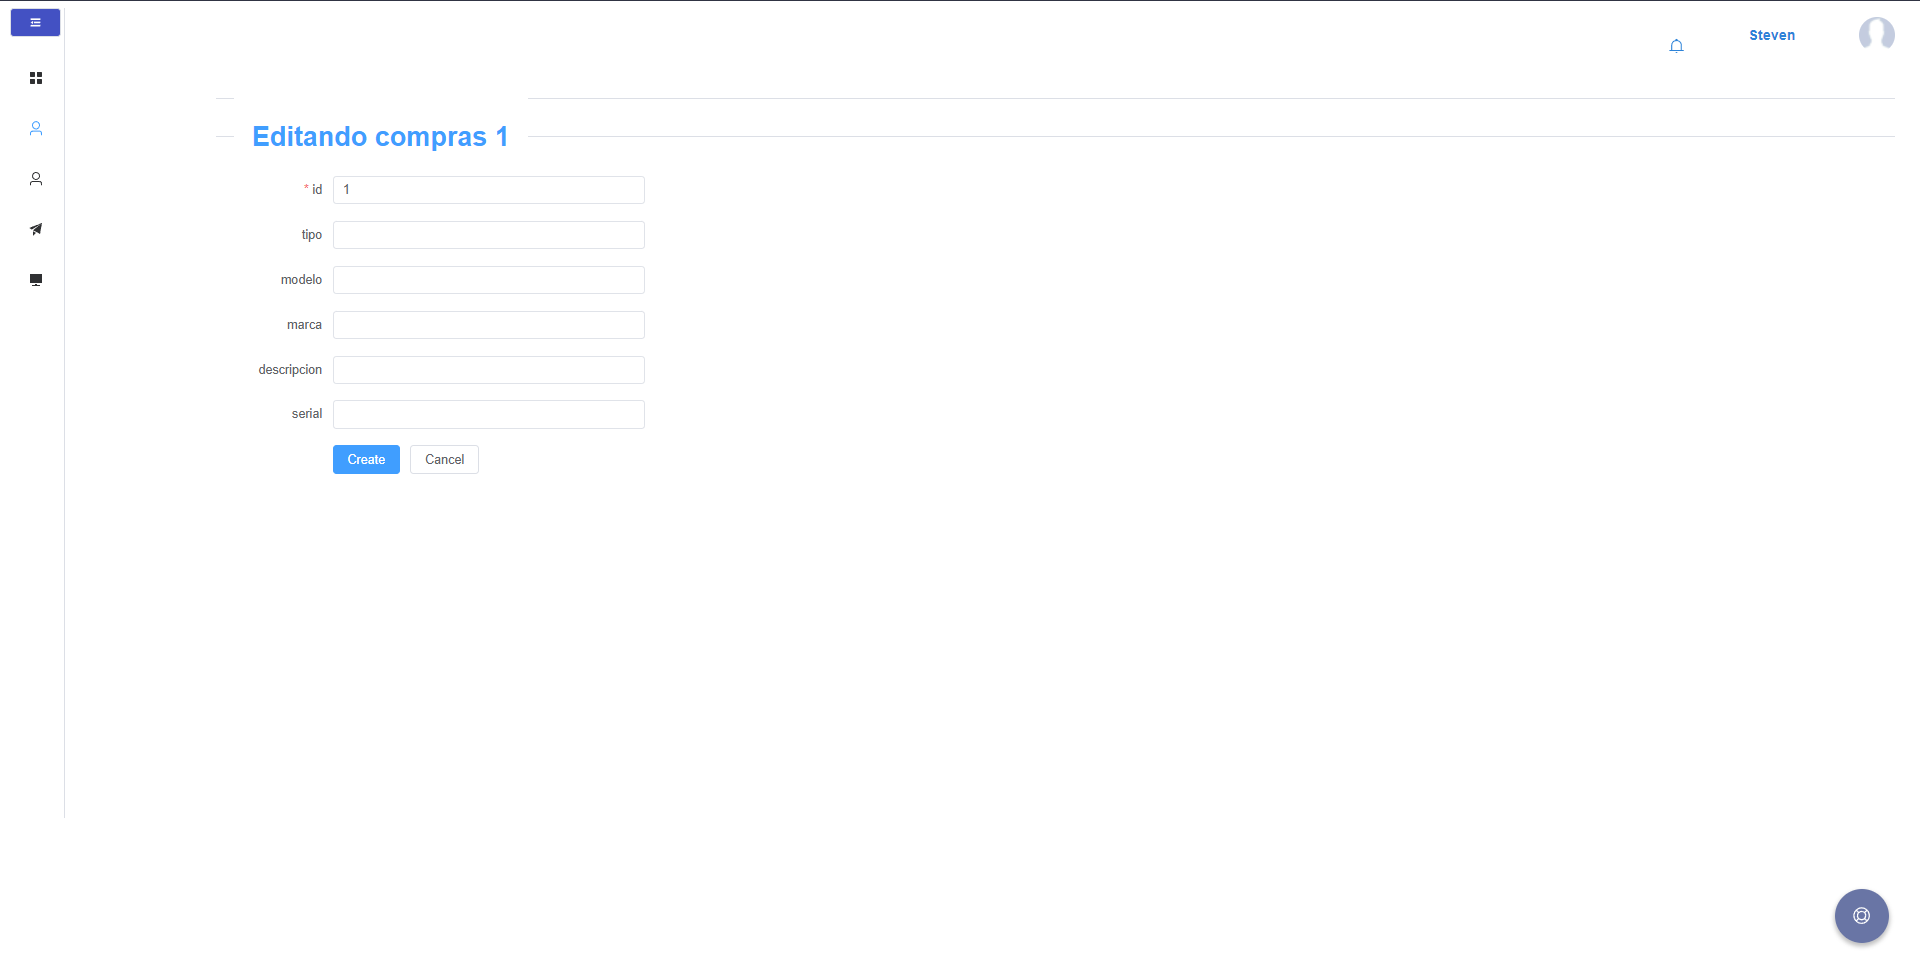 Steven
Editando compras 1
* id 1
tipo
modelo
marca
descripcion
serial
Create Cancel